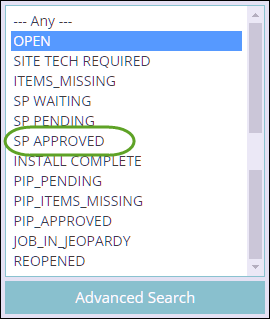 --- Any ---
OPEN
SITE TECH REQUIRED
ITEMS_MISSING
SP WAITING
SP PENDING
SP APPROVED
INSTALL COMPLETE
PIP_PENDING
PIP_ITEMS_MISSING
PIP_APPROVED
JOB_IN_JEOPARDY
REOPENED
Advanced Search